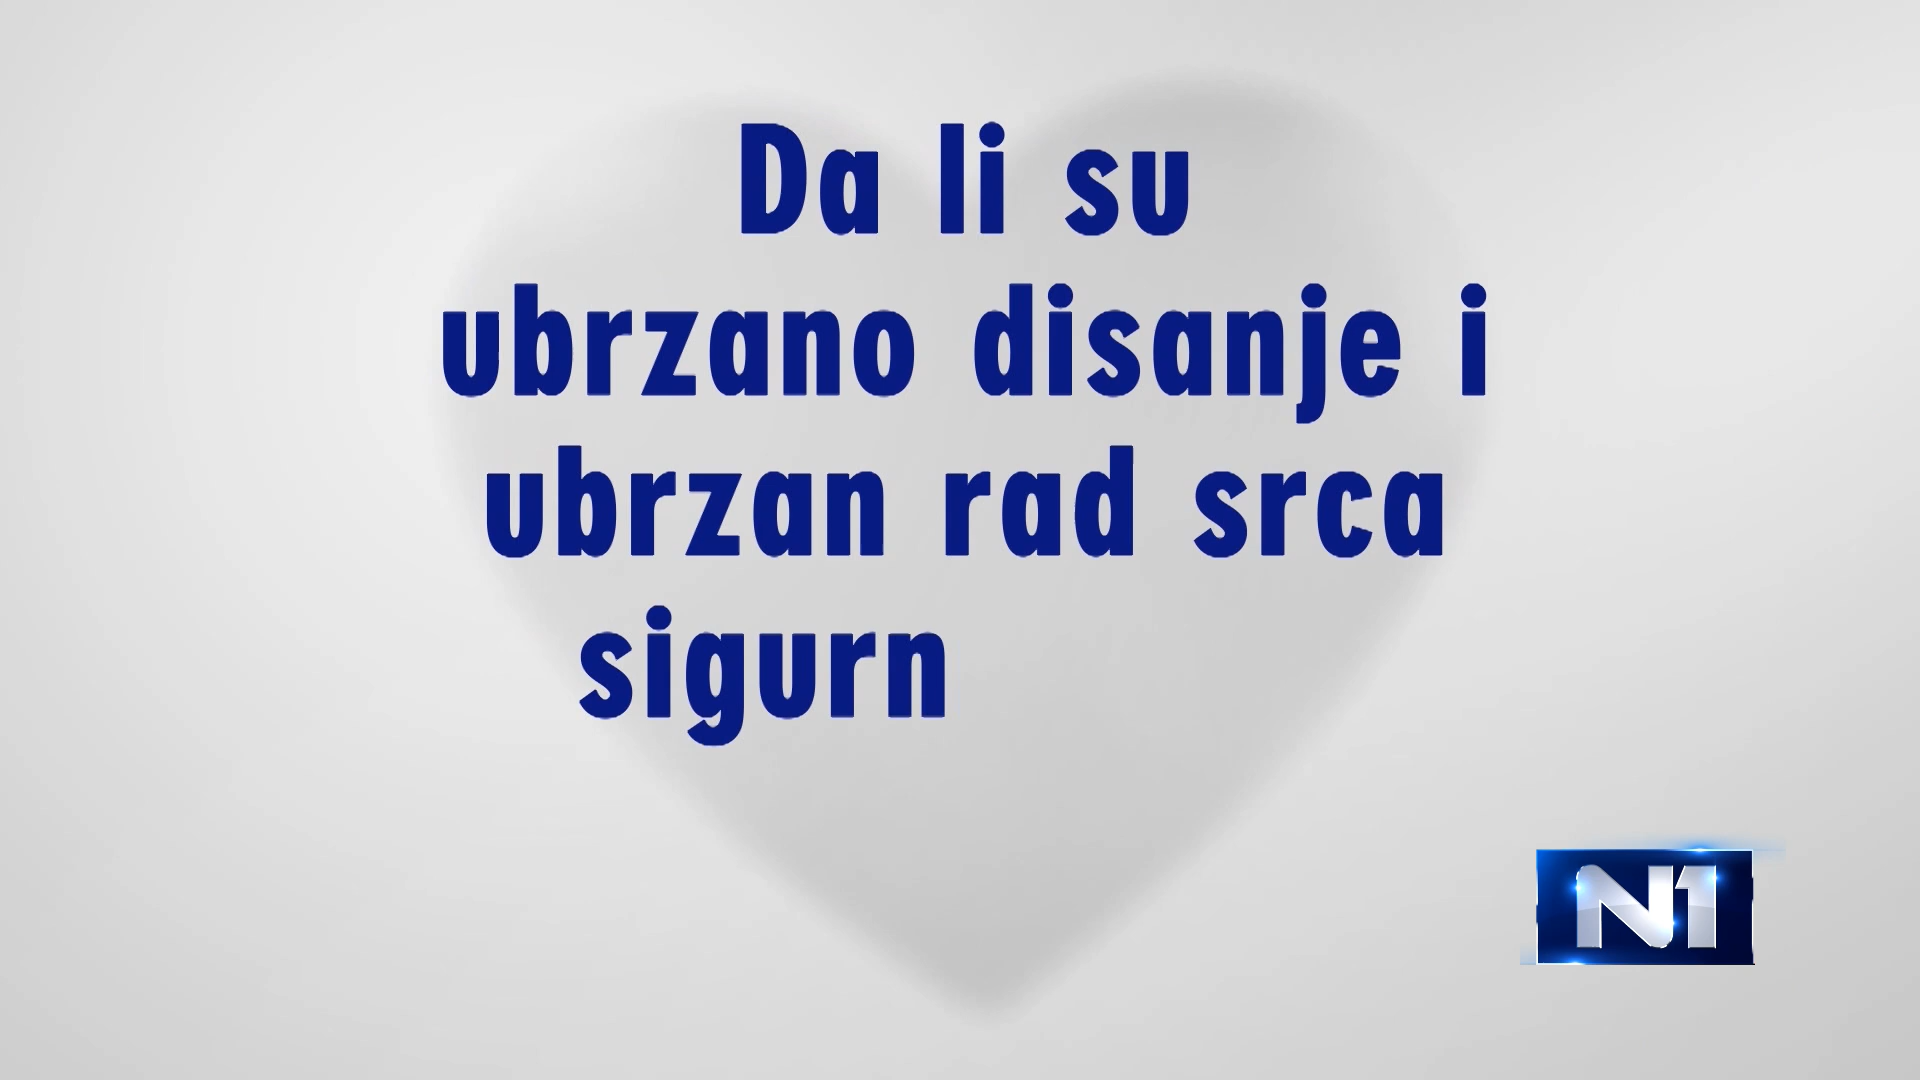 Da li su
ubrzano disanje i
ubrzan rad srca
sigurn
N1